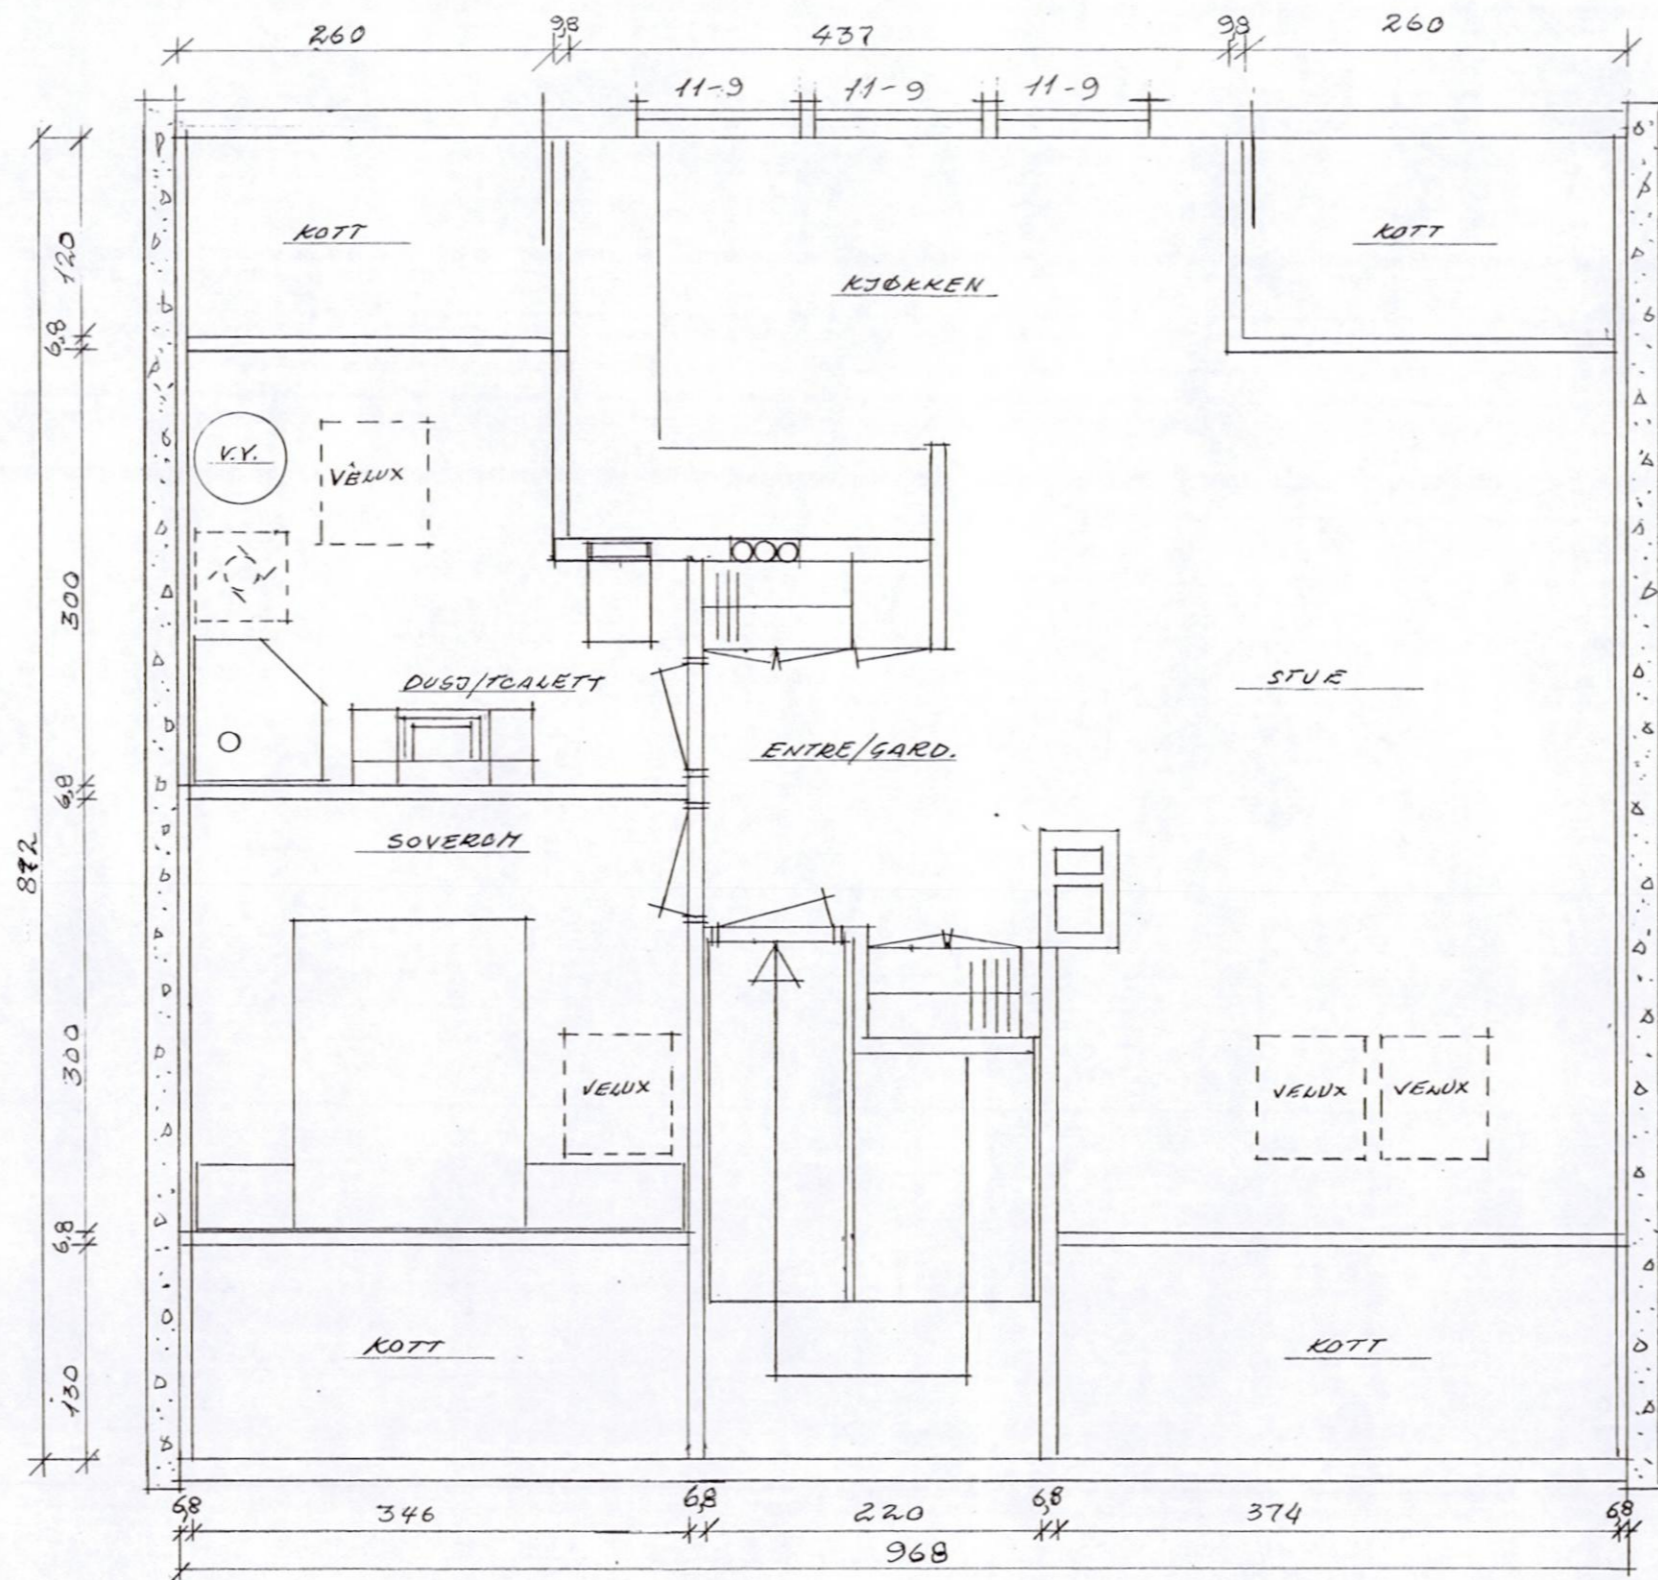 260
9,8
437
9,8
260
11-9
11-9
11-9
KOTT
KJØKKEN
KOTT
120
6,8
V.V.
VELUX
300
DUSJ/TOALETT
STUE
ENTRE/GARD.
6,8
SOVEROM
872
300
VELUX
VELUX
VELUX
6,8
KOTT
KOTT
130
6,8
346
6,8
220
6,8
374
6,8
968